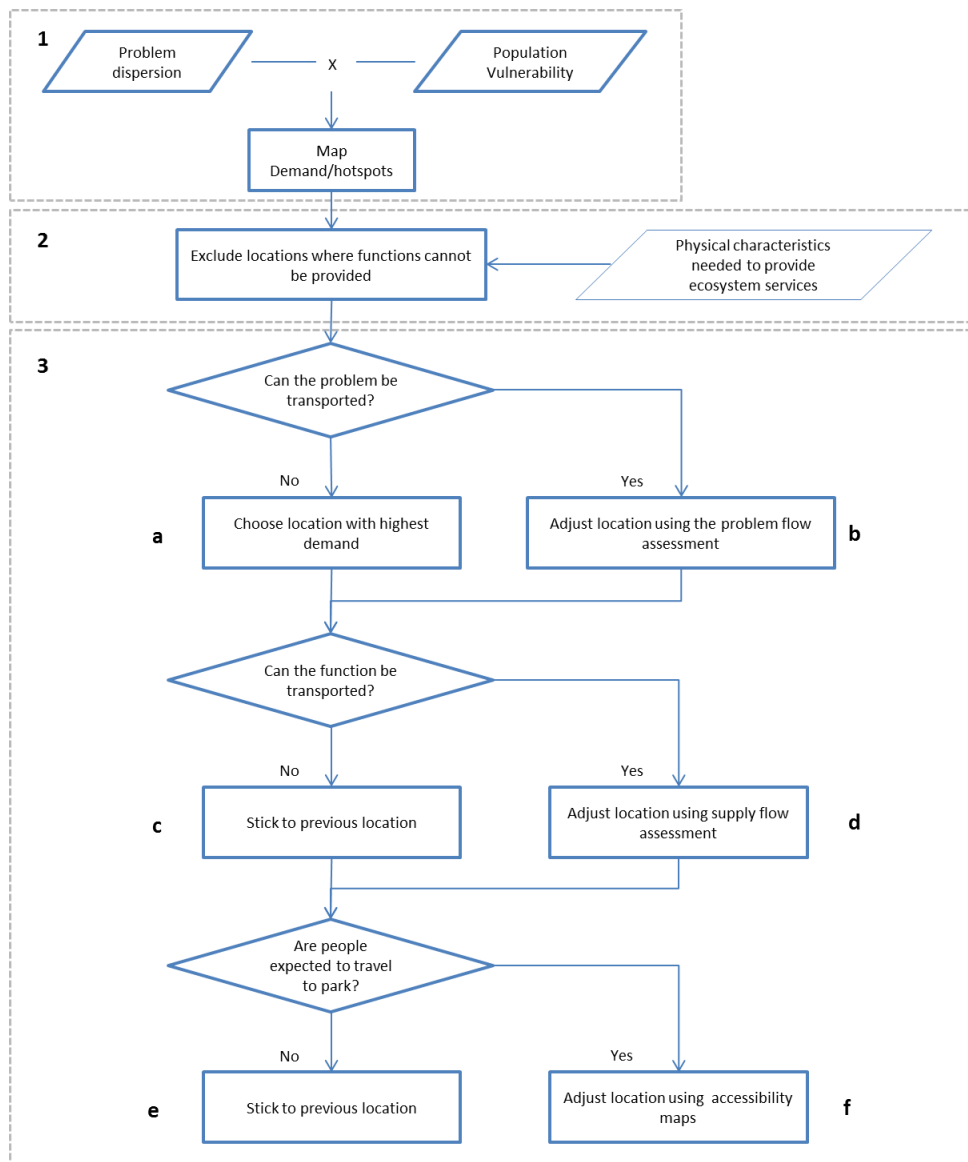 1
Problem
dispersion
X
Population
Vulnerability
Map
Demand/hotspots
2
Exclude locations where functions cannot
be provided
Physical characteristics
needed to provide
ecosystem services
3
Can the problem be
transported?
No
Yes
a
Choose location with highest
demand
Adjust location using the problem flow
assessment
b
Can the function be
transported?
No
Yes
c
Stick to previous location
Adjust location using supply flow
assessment
d
Are people
expected to travel
to park?
No
Yes
e
Stick to previous location
Adjust location using accessibility
maps
f